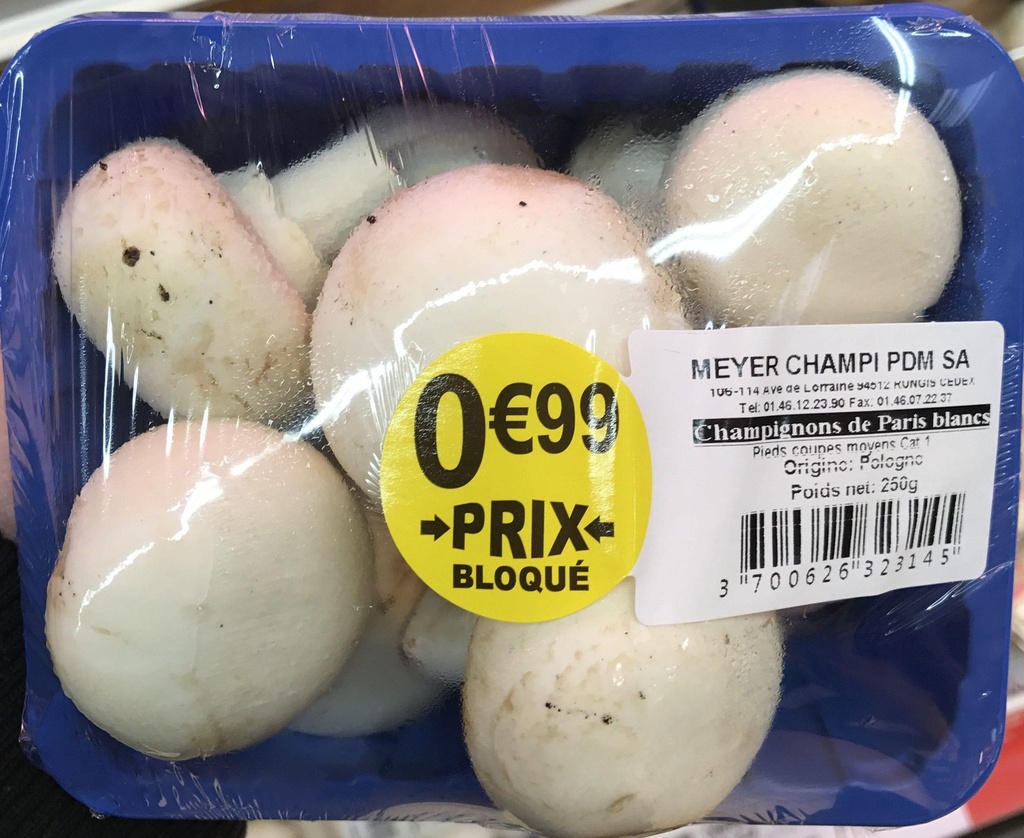 0€99
→PRIX←
BLOQUÉ
MEYER CHAMPI PDM SA
106-114 Ave de Lorraine 94512 RUNGIS CEDEX
Tel: 01.46.12.23.90 Fax: 01.46.07.22.37
Champignons de Paris blancs
Pieds coupes moyens Cat 1
Origine: Pologne
Poids net: 250g
3 700626 323145